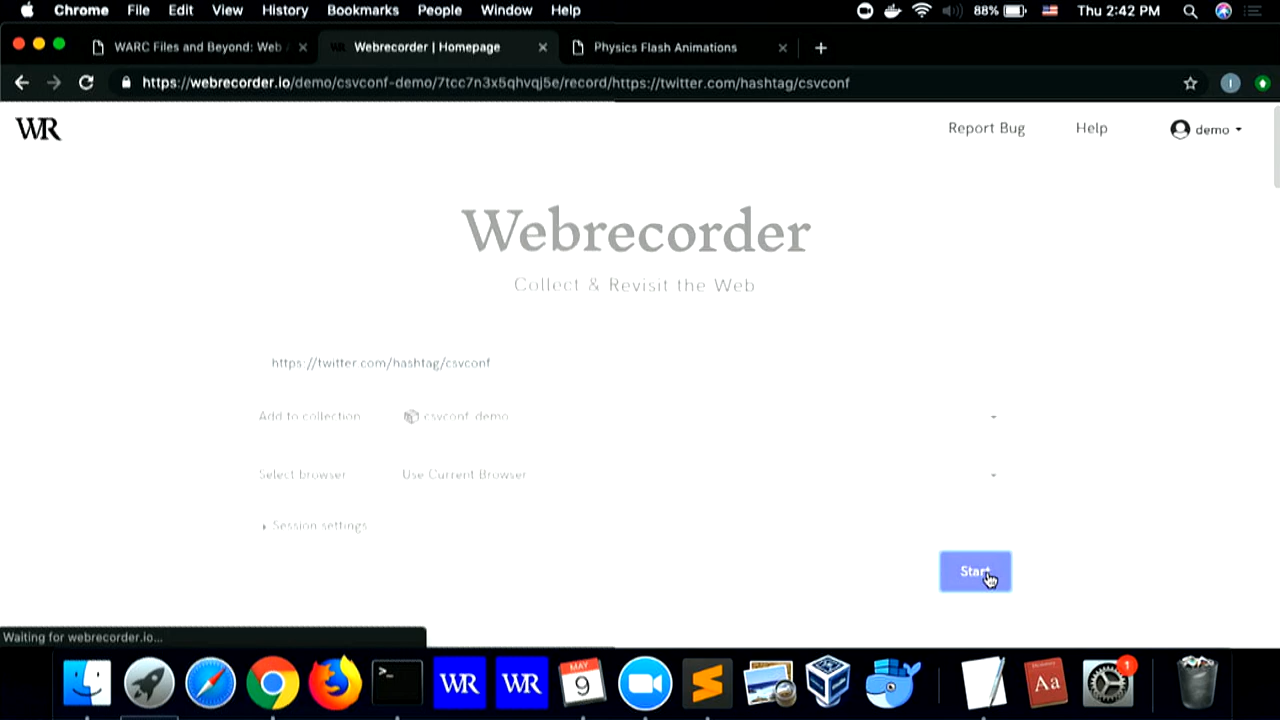 Chrome File Edit View History Bookmarks People Window Help 88% Thu 2:42 PM
WARC Files and Beyond: Web Webrecorder | Homepage Physics Flash Animations
https://webrecorder.io/demo/csvconf-demo/7tcc7n3x5qhvqj5e/record/https://twitter.com/hashtag/csvconf
WR Report Bug Help demo
Webrecorder
Collect & Revisit the Web
https://twitter.com/hashtag/csvconf
Add to collection csvconf demo
Select browser Use Current Browser
Session settings
Start
Waiting for webrecorder.io...
WR WR MAY 9 Aa 1